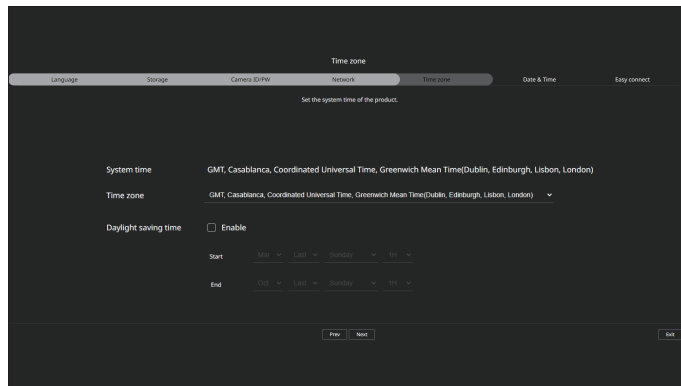 Time zone
Language Storage Camera ID/PW Network Time zone Date & Time Easy connect
Set the system time of the product.
System time GMT, Casablanca, Coordinated Universal Time, Greenwich Mean Time(Dublin, Edinburgh, Lisbon, London)
Time zone GMT, Casablanca, Coordinated Universal Time, Greenwich Mean Time(Dublin, Edinburgh, Lisbon, London)
Daylight saving time Enable
Start Mar Last Sunday 1H
End Oct Last Sunday 1H
Prev Next Exit